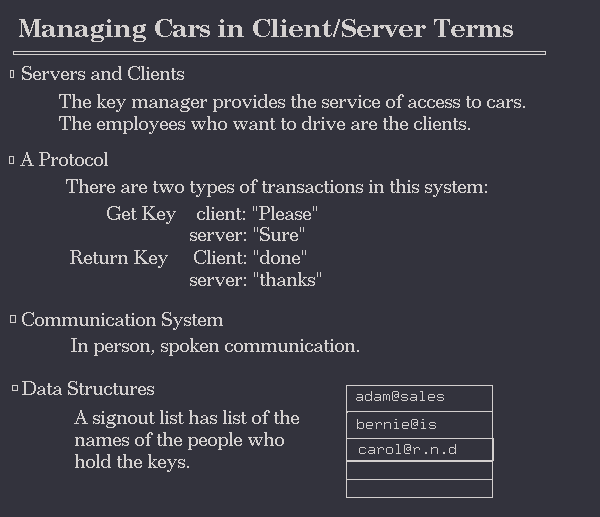 Managing Cars in Client/Server Terms
Servers and Clients
The key manager provides the service of access to cars.
The employees who want to drive are the clients.
A Protocol
There are two types of transactions in this system:
Get Key client: "Please"
server: "Sure"
Return Key Client: "done"
server: "thanks"
Communication System
In person, spoken communication.
Data Structures
A signout list has list of the
names of the people who
hold the keys.
adam@sales
bernie@is
carol@r.n.d